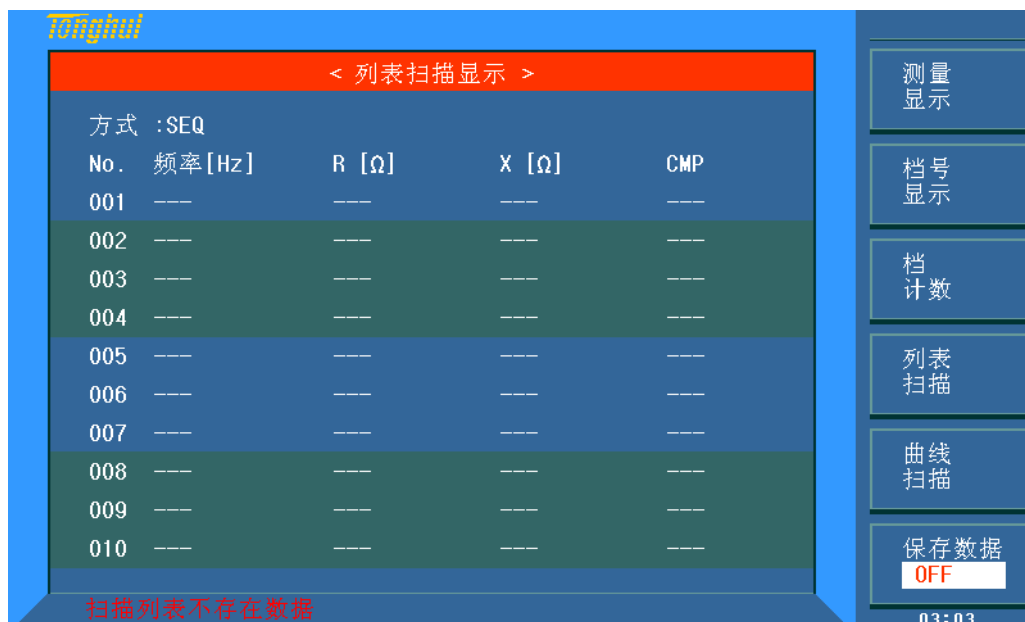 Tonghui
< 列表扫描显示 >
方式 :SEQ
No. 频率[Hz] R [Ω] X [Ω] CMP
001 --- --- --- ---
002 --- --- --- ---
003 --- --- --- ---
004 --- --- --- ---
005 --- --- --- ---
006 --- --- --- ---
007 --- --- --- ---
008 --- --- --- ---
009 --- --- --- ---
010 --- --- --- ---
扫描列表不存在数据
测量
显示
档号
显示
档
计数
列表
扫描
曲线
扫描
保存数据
OFF
03:03